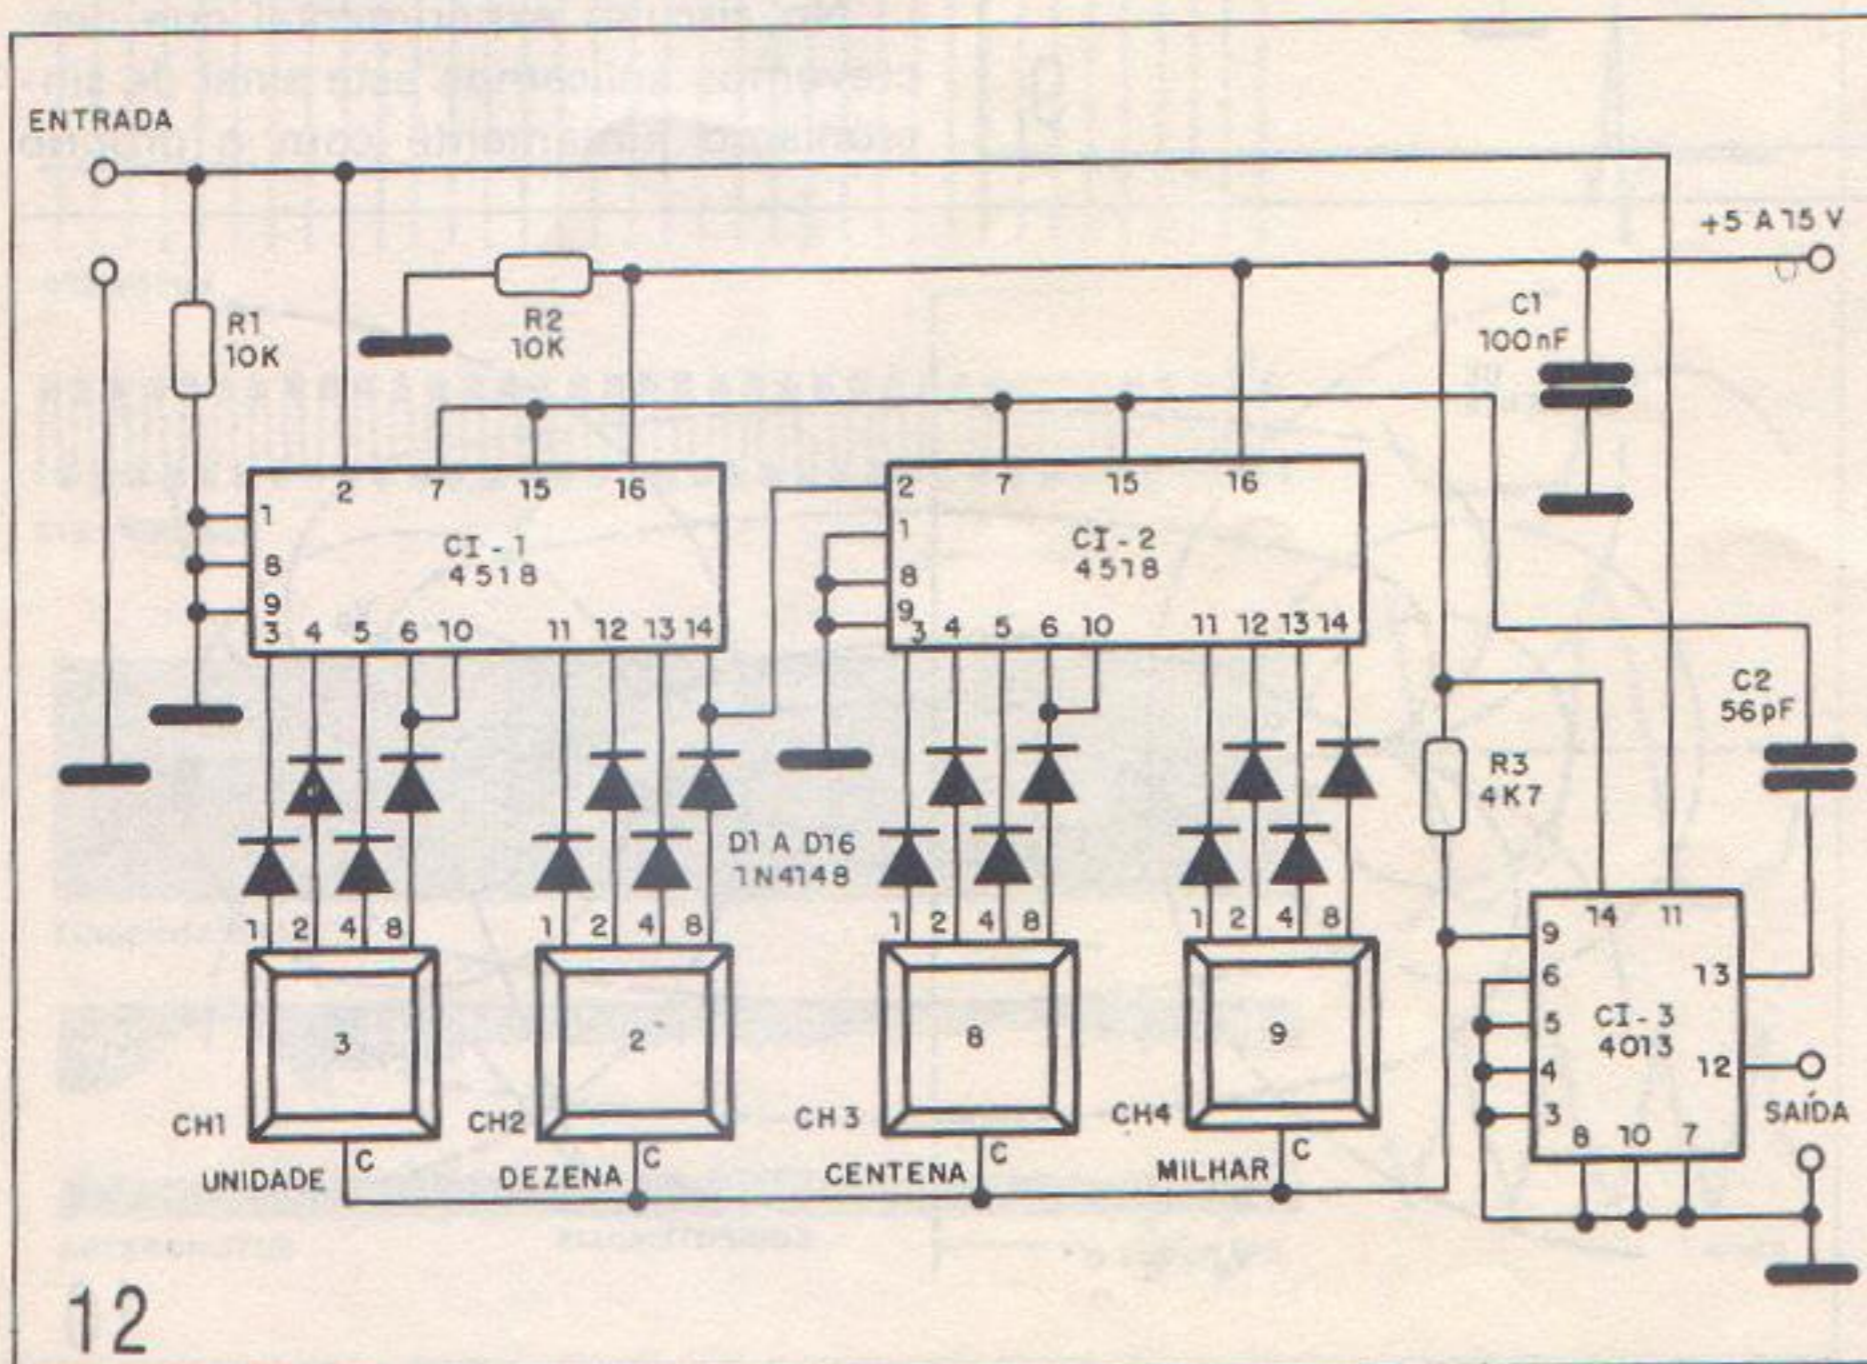 ENTRADA
+5 A 15 V
R1
10K
R2
10K
C1
100nF
2 7 15 16
1
8
9
CI-1
4518
3 4 5 6 10 11 12 13 14
2 7 15 16
1
8
9
CI-2
4518
3 4 5 6 10 11 12 13 14
C2
56pF
R3
4K7
D1 A D16
1N4148
1 2 4 8
1 2 4 8
1 2 4 8
1 2 4 8
14 11
9
6
5
4
3
13
12
CI-3
4013
8 10 7
SAÍDA
3
2
8
9
CH1
CH2
CH3
CH4
UNIDADE C
DEZENA C
CENTENA C
MILHAR C
12